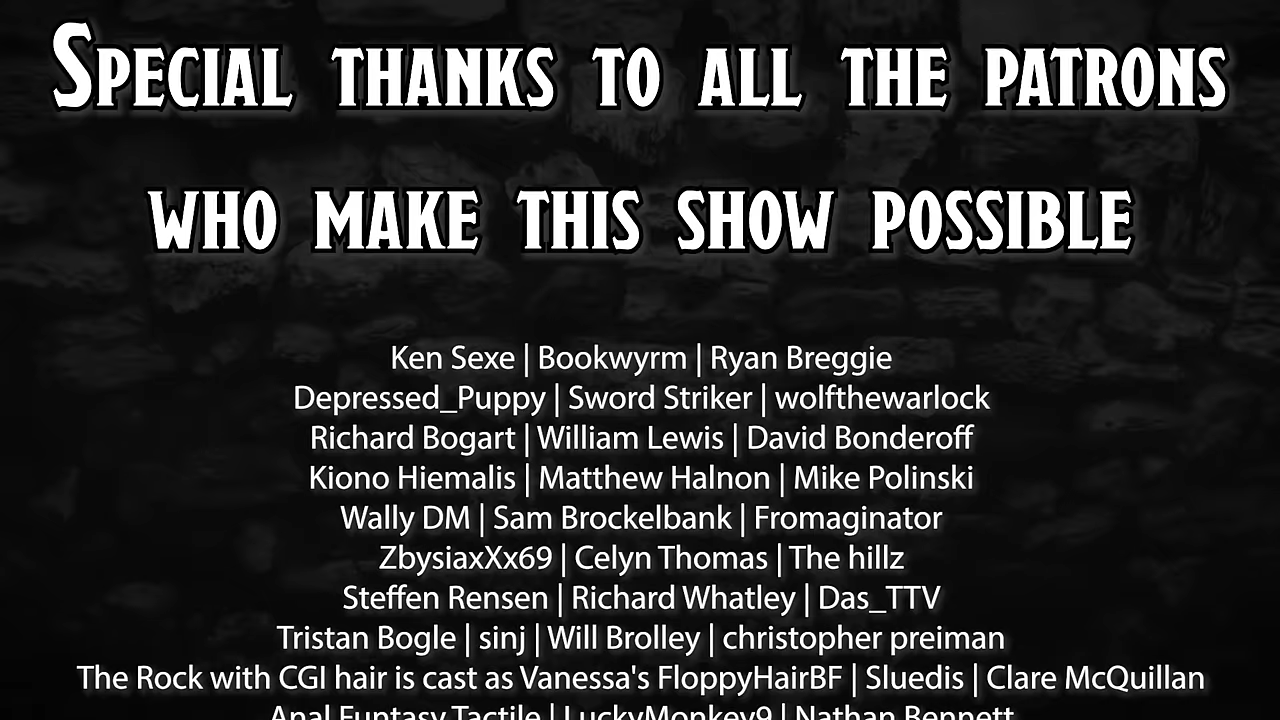 Special thanks to all the patrons
who make this show possible
Ken Sexe | Bookwyrm | Ryan Breggie
Depressed_Puppy | Sword Striker | wolfthewarlock
Richard Bogart | William Lewis | David Bonderoff
Kiono Hiemalis | Matthew Halnon | Mike Polinski
Wally DM | Sam Brockelbank | Fromaginator
ZbysiaxXx69 | Celyn Thomas | The hillz
Steffen Rensen | Richard Whatley | Das_TTV
Tristan Bogle | sinj | Will Brolley | christopher preiman
The Rock with CGI hair is cast as Vanessa's FloppyHairBF | Sluedis | Clare McQuillan
Anal Funtasy Tactile | LuckyMonkey9 | Nathan Bennett